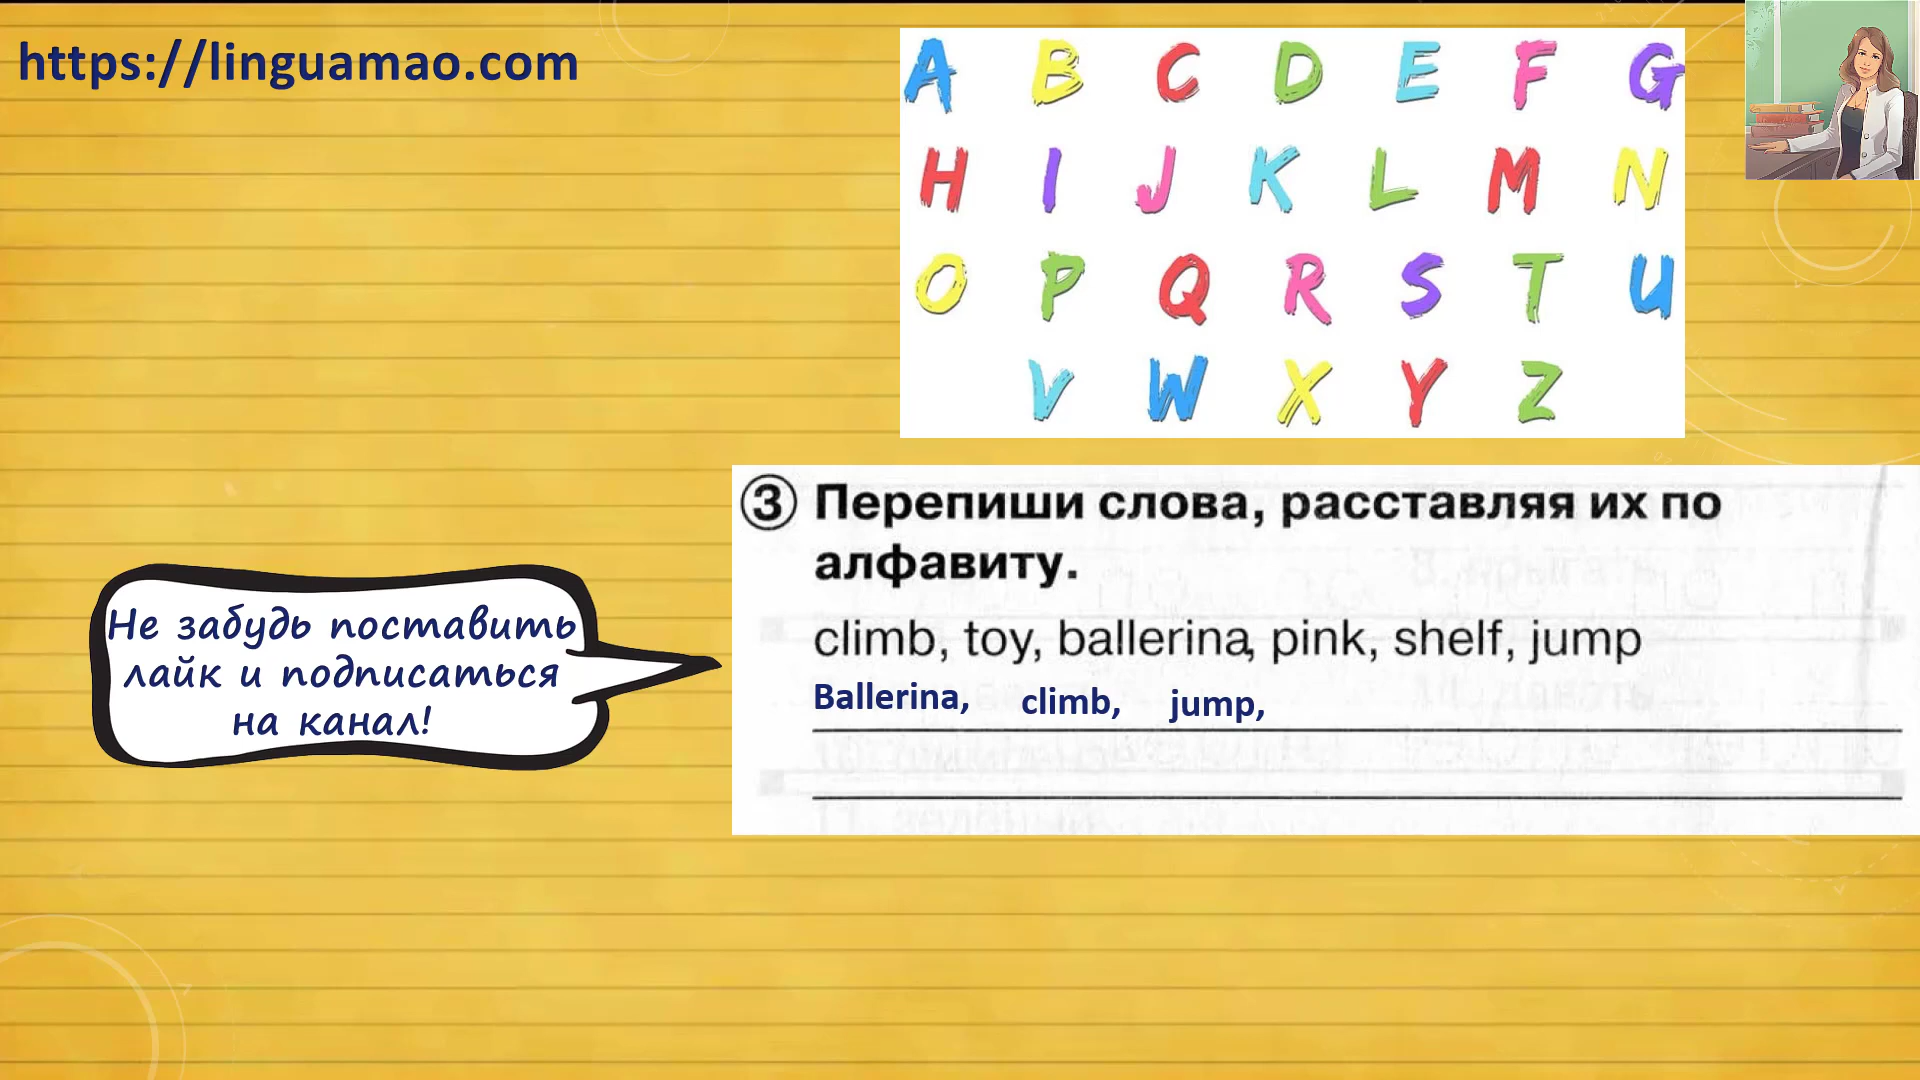 https://linguamao.com
A B C D E F G
H I J K L M N
O P Q R S T U
V W X Y Z
3 Перепиши слова, расставляя их по
алфавиту.
climb, toy, ballerina, pink, shelf, jump
Ballerina, climb, jump,
Не забудь поставить
лайк и подписаться
на канал!